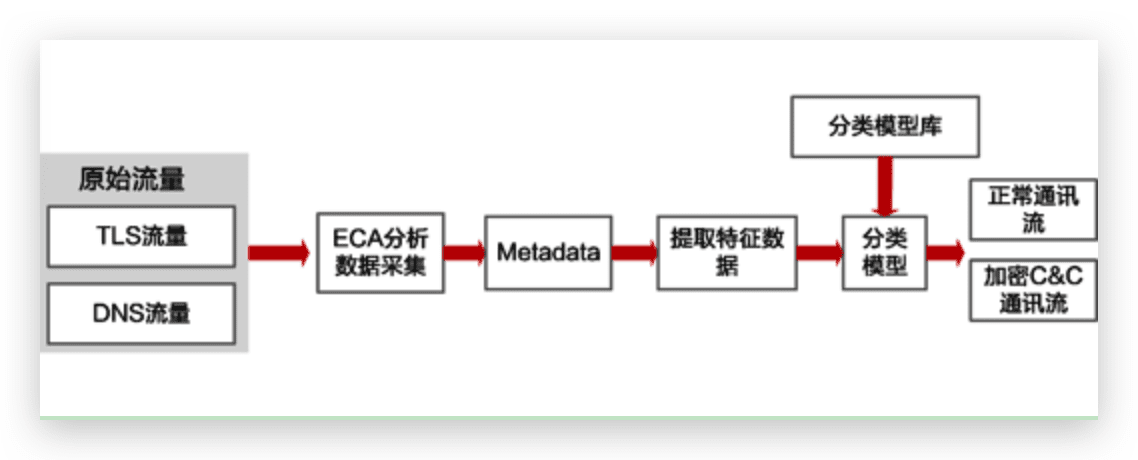 原始流量
TLS流量
DNS流量
ECA分析
数据采集
Metadata
提取特征数
据
分类模型库
分类
模型
正常通讯
流
加密C&C
通讯流